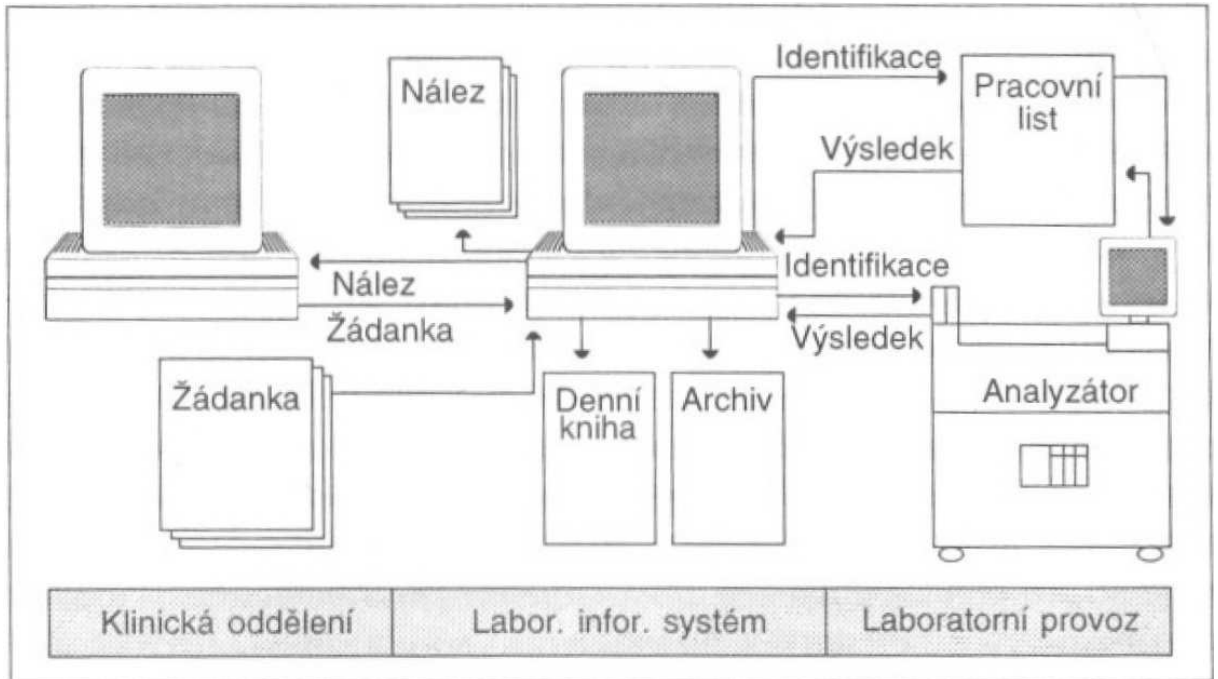 Nález
Identifikace
Pracovní
list
Výsledek
Nález
Žádanka
Identifikace
Výsledek
Žádanka
Denní
kniha
Archiv
Analyzátor
Klinická oddělení
Labor. infor. systém
Laboratorní provoz